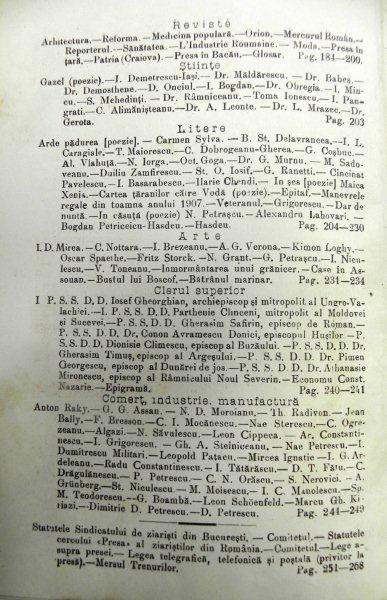 Reviste
Arhitectura.—Reforma.— Medicina populară.—Orion.—Mercurul Român.—
Reporterul.—Sănătatea.—L'Industrie Roumaine.— Moda.—Presa în
țară.—Patria (Craiova).—Presa în Bacău.—Glosar. Pag. 184—200.
Științe
Gazel (poezie).—I. Demetrescu-Iași.—Dr. Măldărescu.—Dr. Babeș.—
Dr. Demosthene.—D. Onciul.—I. Bogdan.—Dr. Obregia.—I. Min-
cu.—S. Mehedinți.—Dr. Râmniceanu.—Toma Ionescu.—I. Pan-
grati.—C. Alimănișteanu.—Dr. A. Leonte.—Dr. L. Mrazec.—Dr.
Gerota. Pag. 203
Litere
Arde pădurea [poezie].—Carmen Sylva.—B. St. Delavrancea.—I. L.
Caragiale.—T. Maiorescu.—C. Dobrogeanu-Gherea.—G. Coșbuc.—
Al. Vlahuță.—N. Iorga.—Oct. Goga.—Dr. G. Murnu.—M. Sado-
veanu.—Duiliu Zamfirescu.—St. O. Iosif.—G. Ranetti.—Cincinat
Pavelescu.—I. Basarabescu.—Ilarie Chendi.—In șes [poezie] Maica
Xenia.—Cartea țăranilor către Vodă (poezie).—Epitaf.—Manevrele
regale din toamna anului 1907.—Veteranul.—Grigorescu.—Dar de
nuntă.—In căsuță (poezie) N. Petrașcu.—Alexandru Lahovari.—
Bogdan Petriceicu-Hasdeu.—Hasdeu. Pag. 204—230
Arte
I. D. Mirea.—C. Nottara.—I. Brezeanu.—A. G. Verona.—Kimon Loghy.—
Oscar Spaethe.—Fritz Storck.—N. Grant.—G. Petrașcu.—I. Nicu-
lescu.—V. Toneanu.—Inmormântarea unui grănicer.—Case în As-
souan.—Bustul lui Boscof.—Bătrânul marinar. Pag. 231—234
Clerul superior
I P. S. S. D. D. Iosef Gheorghian, archiepiscop și mitropolit al Ungro-Va-
lachiei.—I. P. S. S. D. D. Parthenie Clinceni, mitropolit al Moldovei
și Sucevei.—P. S. S. D. D. Gherasim Safirin, episcop de Roman.—
P. S. S. D. D. Dr. Conon Avramescu Donici, episcopul Hușilor.—P.
S. S. D. D. Dionisie Climescu, episcop al Buzăului.—P. S. S. D. D. Dr.
Gherasim Timuș, episcop al Argeșului.—P. S. S. D. D. Dr. Pimen
Georgescu, episcop al Dunărei de jos.—P. S. S. D. D. Dr. Athanasie
Mironescu, episcop al Râmnicului Noul Severin.—Economu Const.
Nazarie.—Epigramă. Pag. 240—241
Comerț, industrie, manufactură
Anton Raky.—G. G. Assan.—N. D. Moroianu.—Th. Radivon.—Jean
Bally.—F. Bresson.—C. I. Mocănescu.—Nae Stercescu.—C. Ogre-
zeanu.—Algazi.—N. Săvulescu.—Leon Cippeca.—Ar. Constanti-
nescu.—I. Grigorescu.—Gh. A. Stelniceanu.—Nae Petrescu.—I.
Dumitrescu Militari.—Leopold Patacu.—Mircea Ignatie.—I. G. Ar-
deleanu.—Radu Constantinescu.—I. Tătărăscu.—D. T. Fătu.—C.
Drăgulănescu.—P. Petrescu.—C. N. Orăscu.—S. Nerovici.—A.
Grünberg.—St. Niculescu.—M. Moisescu.—I. C. Manolescu.—Sp.
M. Teodorescu.—G. Boambă.—Leon Schöenfeld.—Marcu Gh. Ki-
riazi.—Dimitrie D. Petrescu.—D. Petrescu. Pag. 241—249
Statutele Sindicatului de ziariști din București.—Comitetul.—Statutele
cercului «Presa» al ziariștilor din România.—Comitetul.—Lege a-
supra presei.—Legea telegrafică, telefonică și poștală (privitor la
presă).—Mersul Trenurilor. Pag. 251—268